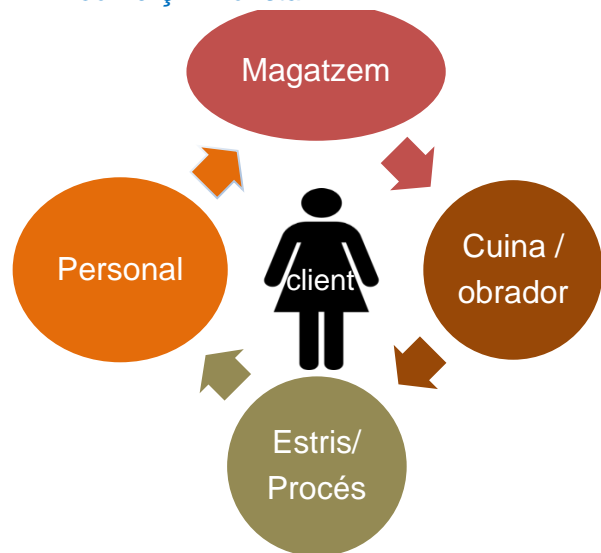 Magatzem
Cuina /
obrador
Estris/
Procés
Personal
client